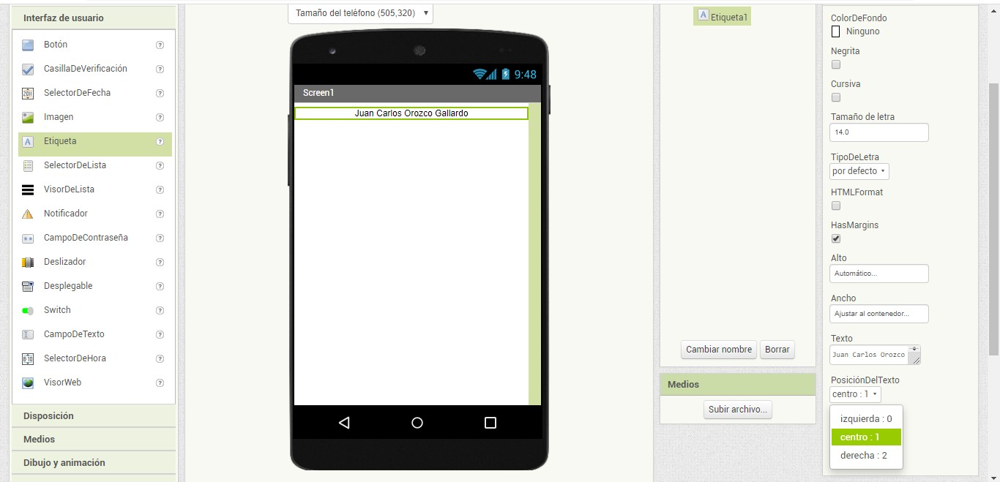 Interfaz de usuario
Botón
?
CasillaDeVerificación
?
2011
SelectorDeFecha
?
Imagen
?
A
Etiqueta
?
SelectorDeLista
?
VisorDeLista
?
Notificador
?
CampoDeContraseña
?
Deslizador
?
Desplegable
?
Switch
?
CampoDeTexto
?
8:10
SelectorDeHora
?
VisorWeb
?
Disposición
Medios
Dibujo y animación
Tamaño del teléfono (505,320)
9:48
Screen1
Juan Carlos Orozco Gallardo
A Etiqueta1
Cambiar nombre
Borrar
Medios
Subir archivo...
ColorDeFondo
Ninguno
Negrita
Cursiva
Tamaño de letra
14.0
TipoDeLetra
por defecto
HTMLFormat
HasMargins
Alto
Automático...
Ancho
Ajustar al contenedor...
Texto
Juan Carlos Orozco
PosiciónDelTexto
centro : 1
izquierda : 0
centro : 1
derecha : 2